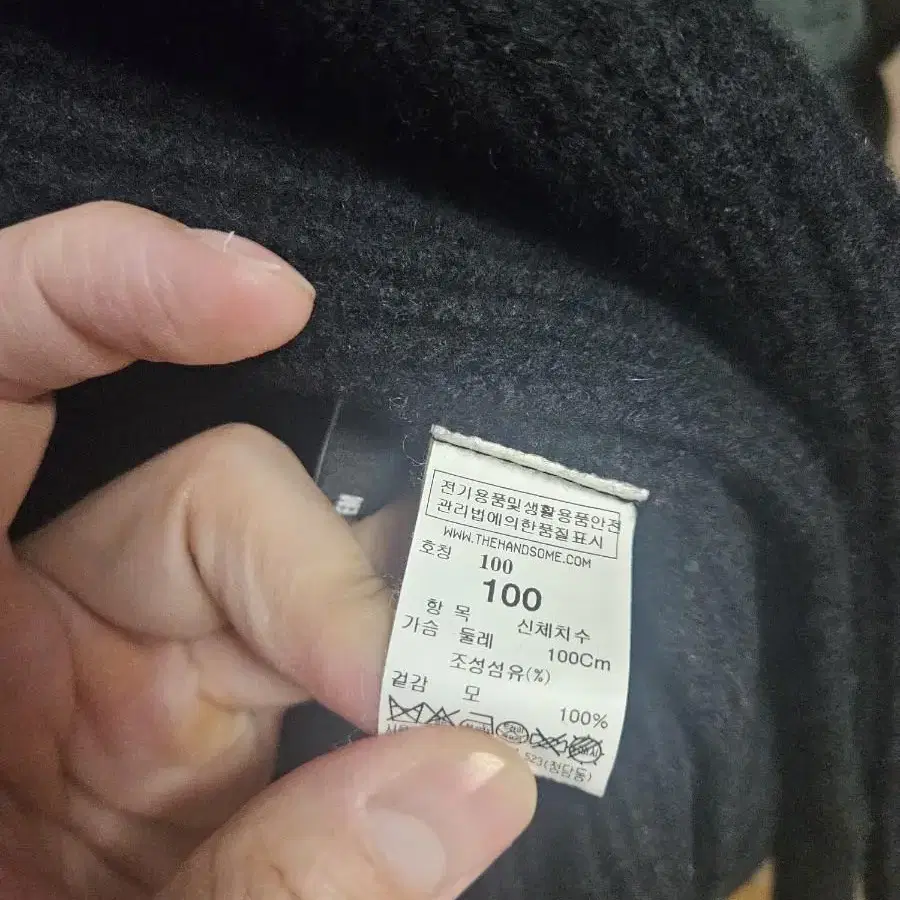 전기용품및생활용품안전
관리법에의한품질표시
WWW.THEHANDSOME.COM
호칭 100
100
항 목 신체치수
가슴 둘레 100Cm
조성섬유(%)
겉감 모 100%
523(청담동)